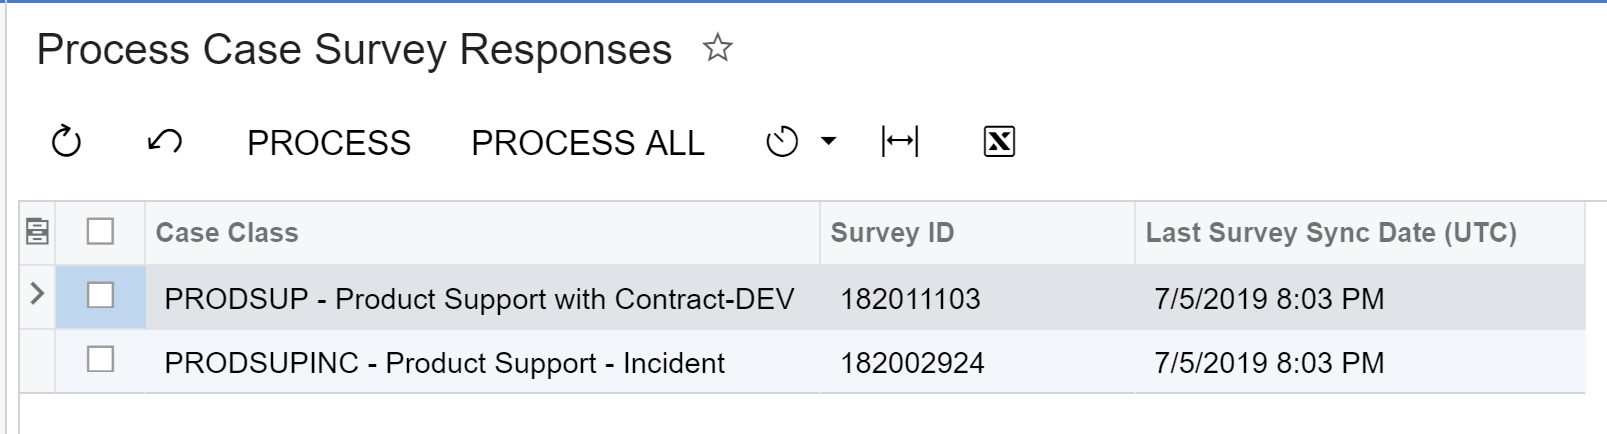 Process Case Survey Responses
PROCESS PROCESS ALL
Case Class Survey ID Last Survey Sync Date (UTC)
PRODSUP - Product Support with Contract-DEV 182011103 7/5/2019 8:03 PM
PRODSUPINC - Product Support - Incident 182002924 7/5/2019 8:03 PM